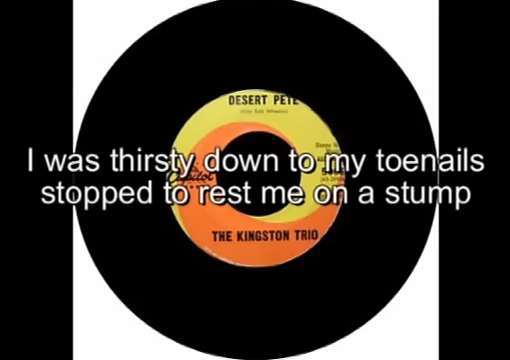 DESERT PETE
I was thirsty down to my toenails
stopped to rest me on a stump
Capitol
THE KINGSTON TRIO